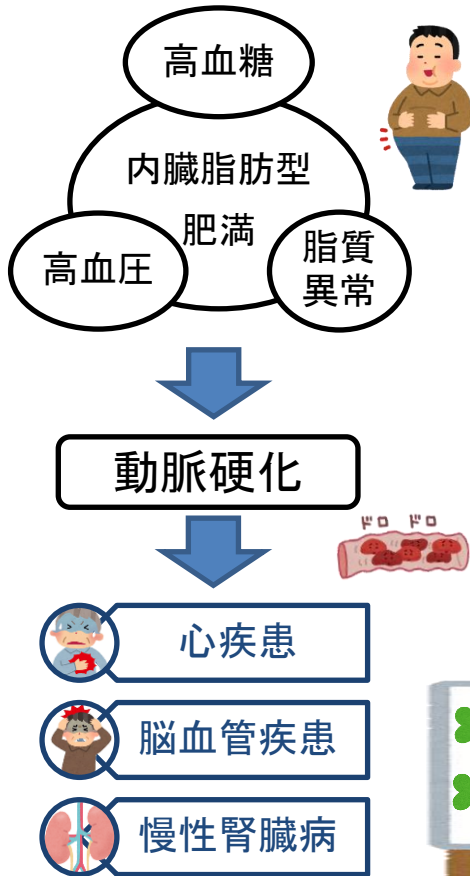 高血糖
内臓脂肪型
肥満
高血圧
脂質
異常
動脈硬化
ドロ ドロ
心疾患
脳血管疾患
慢性腎臓病